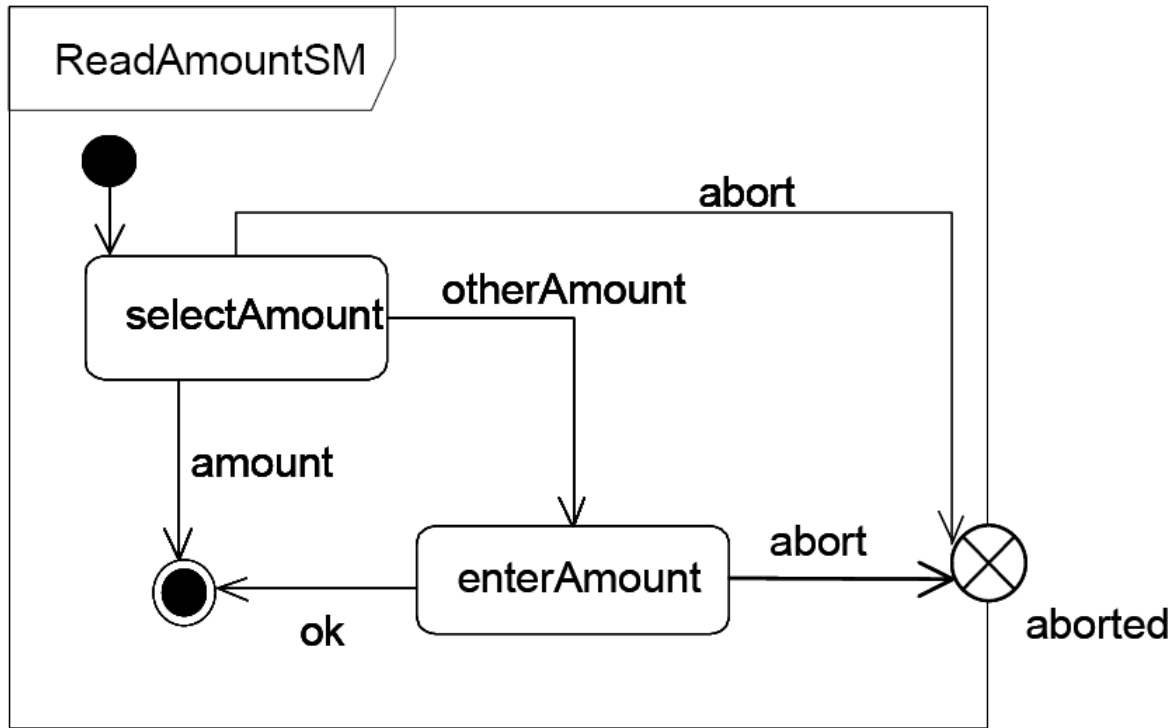 ReadAmountSM
abort
otherAmount
selectAmount
amount
abort
enterAmount
ok
aborted